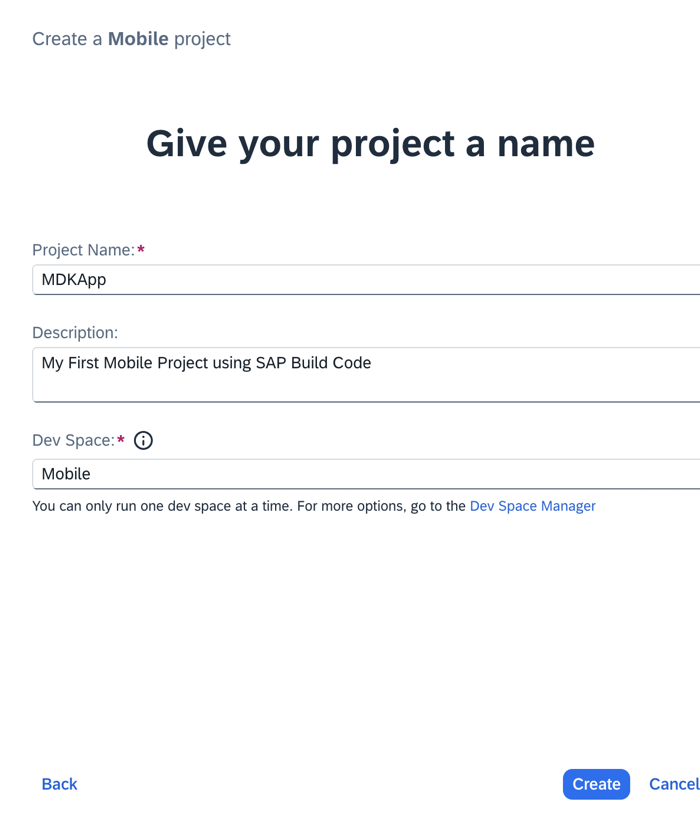 Create a Mobile project
Give your project a name
Project Name:*
MDKApp
Description:
My First Mobile Project using SAP Build Code
Dev Space:*
Mobile
You can only run one dev space at a time. For more options, go to the Dev Space Manager
Back
Create
Cancel